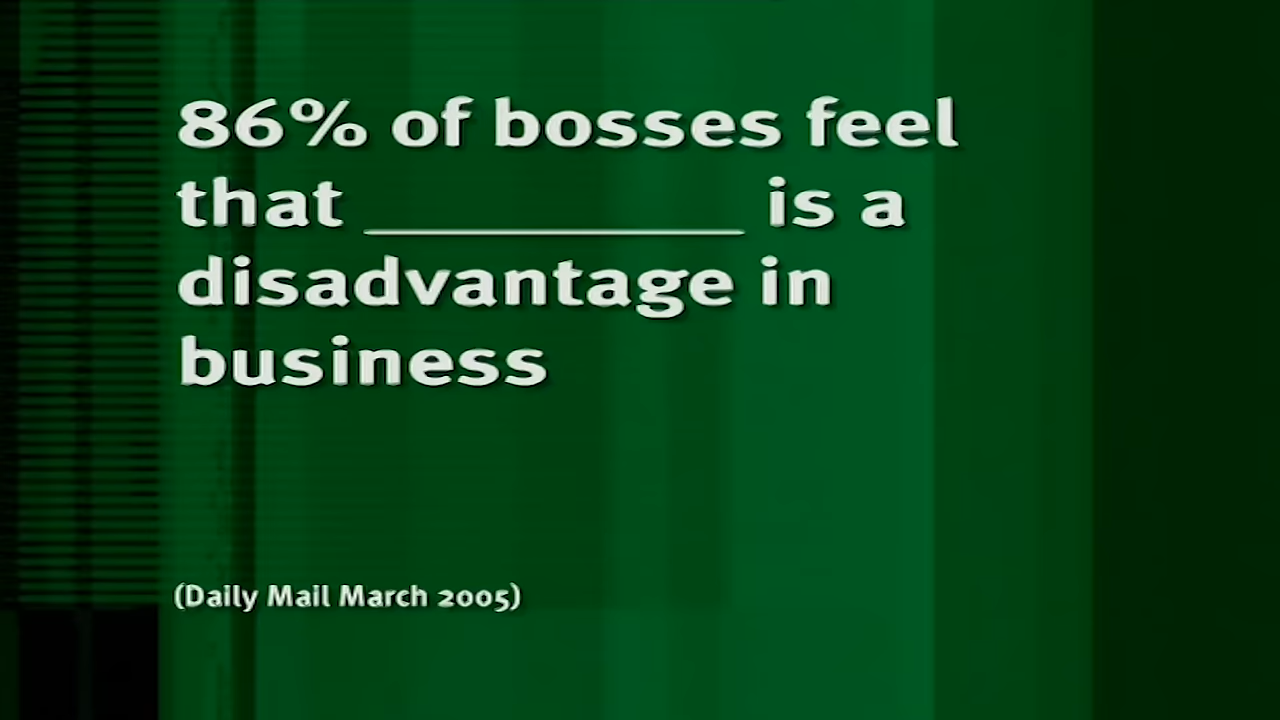 86% of bosses feel
that __________ is a
disadvantage in
business
(Daily Mail March 2005)